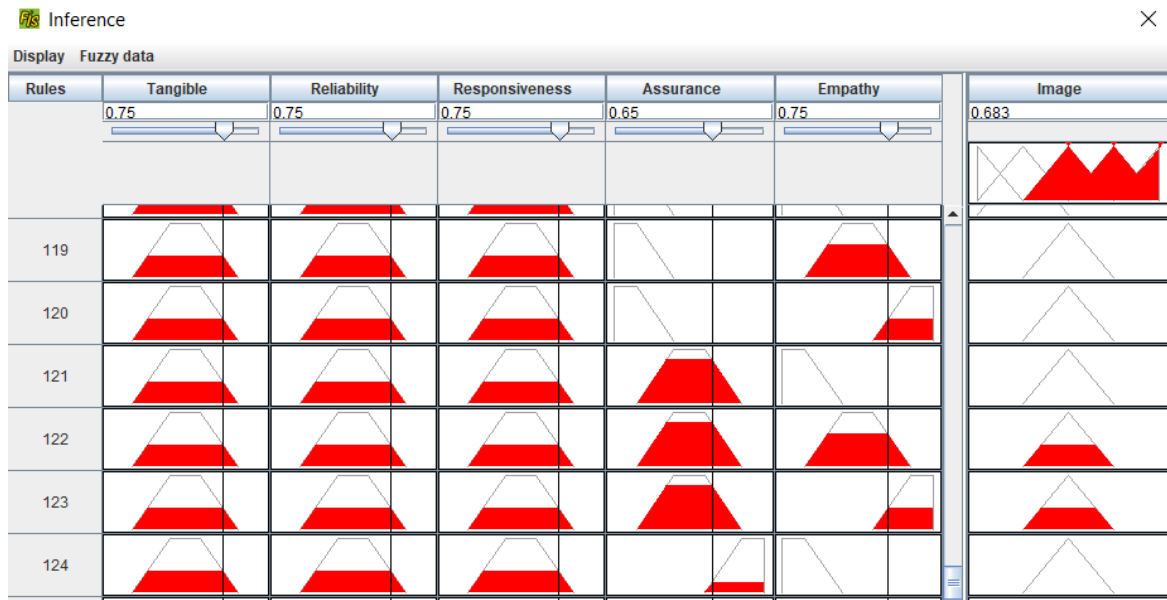 Fis Inference
Display Fuzzy data
Rules Tangible Reliability Responsiveness Assurance Empathy Image
0.75 0.75 0.75 0.65 0.75 0.683
119
120
121
122
123
124